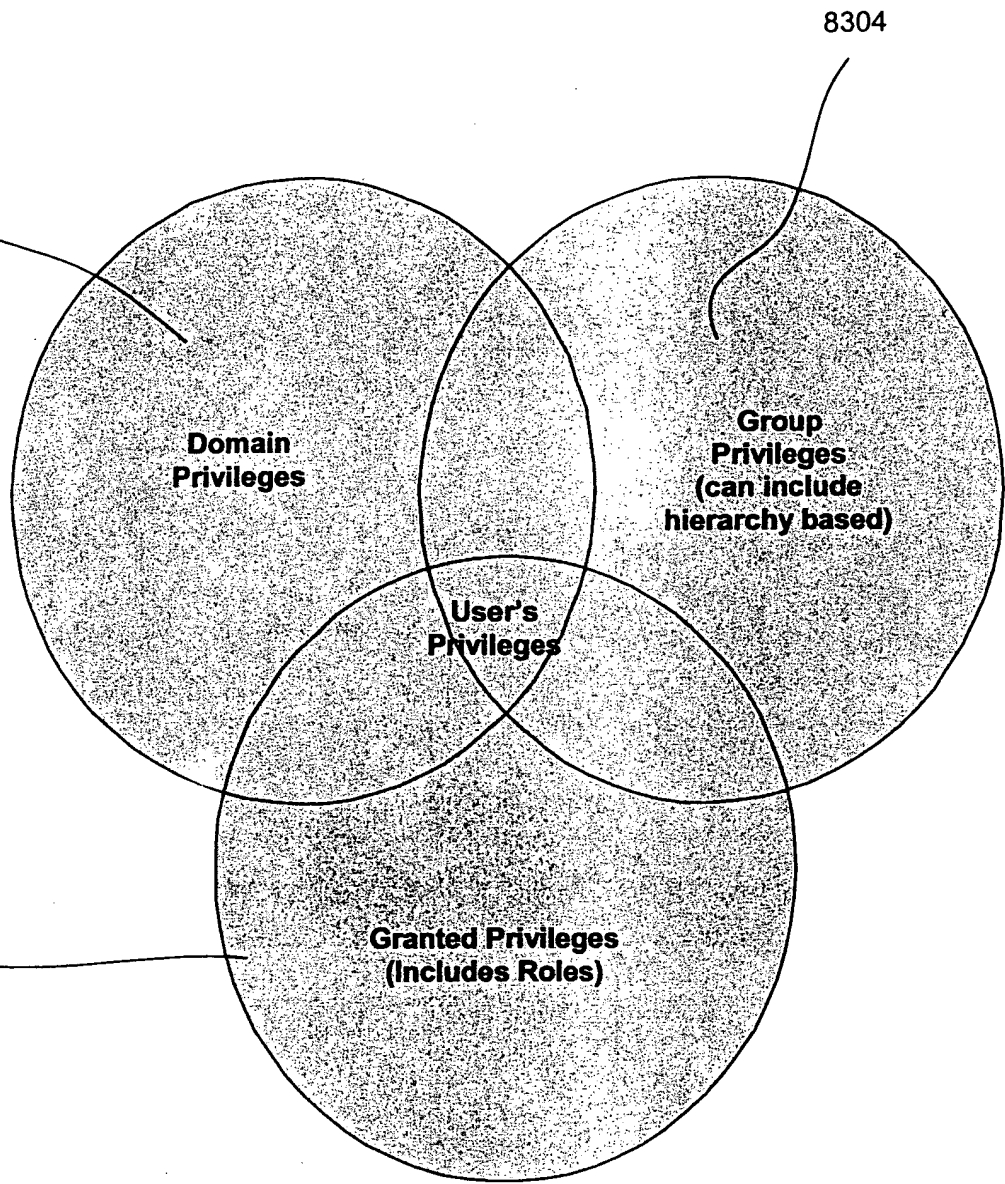 8304
Domain
Privileges
Group
Privileges
(can include
hierarchy based)
User's
Privileges
Granted Privileges
(Includes Roles)